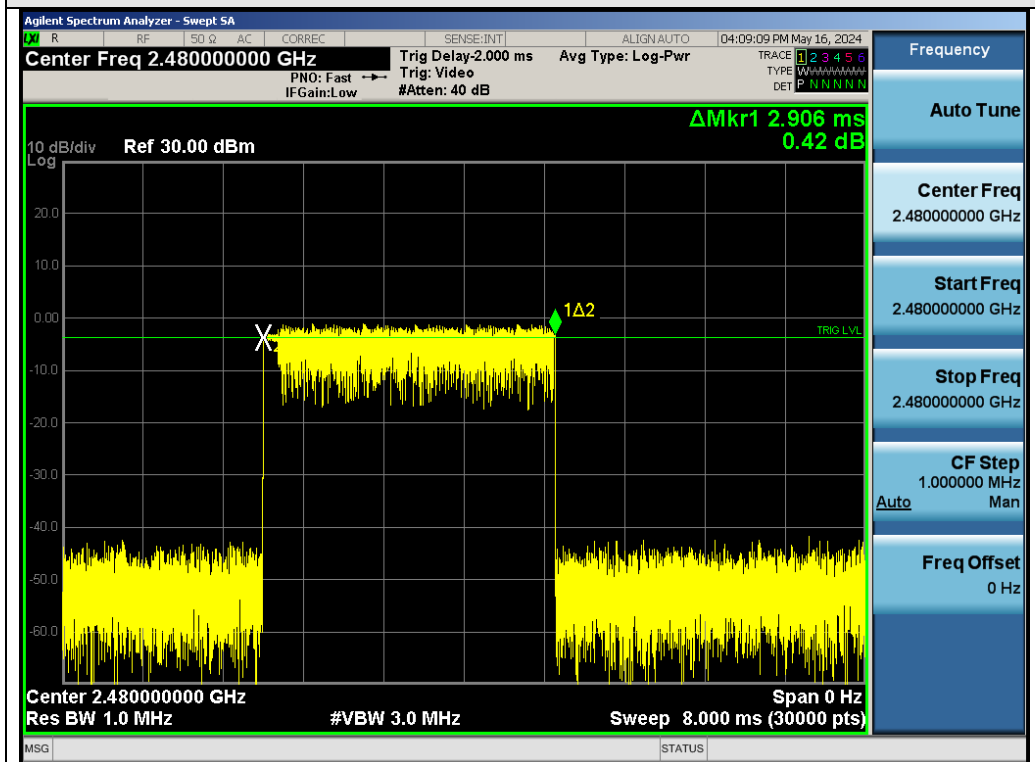 Agilent Spectrum Analyzer - Swept SA
LXI R RF 50 Ω AC CORREC SENSE:INT ALIGN AUTO 04:09:09 PM May 16, 2024
Center Freq 2.480000000 GHz
PNO: Fast
IFGain:Low
Trig Delay-2.000 ms
Trig: Video
#Atten: 40 dB
Avg Type: Log-Pwr
TRACE 1 2 3 4 5 6
TYPE W
DET P N N N N N
ΔMkr1 2.906 ms
0.42 dB
10 dB/div
Log
Ref 30.00 dBm
20.0
10.0
0.00
-10.0
-20.0
-30.0
-40.0
-50.0
-60.0
1Δ2
TRIG LVL
Center 2.480000000 GHz
Span 0 Hz
Res BW 1.0 MHz
#VBW 3.0 MHz
Sweep 8.000 ms (30000 pts)
MSG
STATUS
Frequency
Auto Tune
Center Freq
2.480000000 GHz
Start Freq
2.480000000 GHz
Stop Freq
2.480000000 GHz
CF Step
1.000000 MHz
Auto Man
Freq Offset
0 Hz